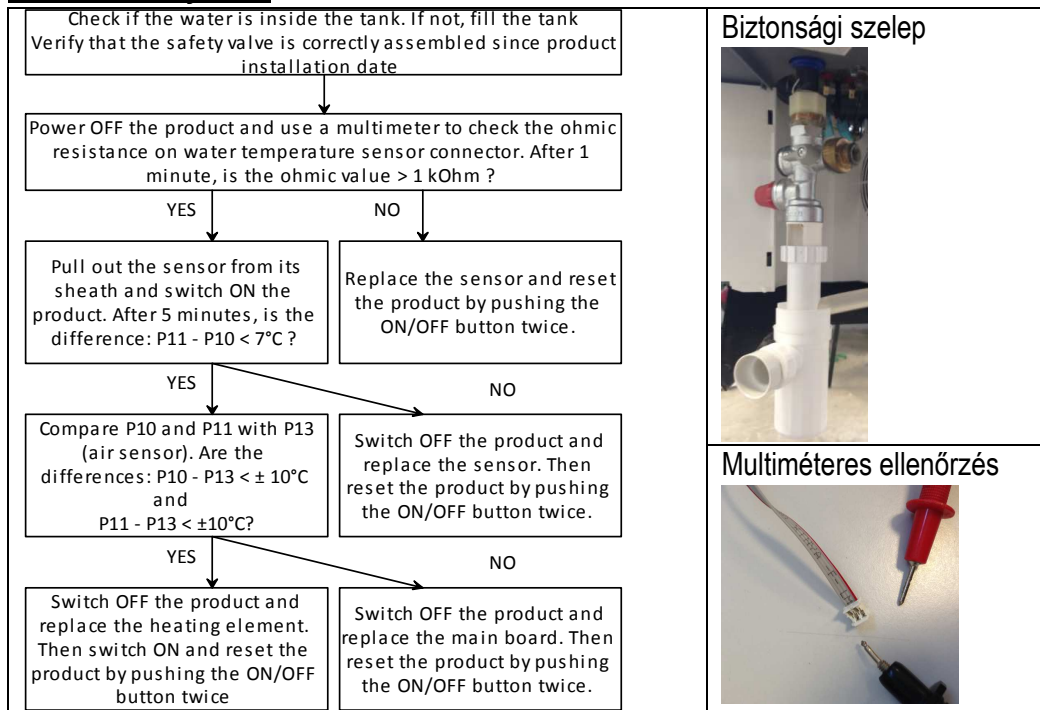 Check if the water is inside the tank. If not, fill the tank
Verify that the safety valve is correctly assembled since product
installation date
Power OFF the product and use a multimeter to check the ohmic
resistance on water temperature sensor connector. After 1
minute, is the ohmic value > 1 kOhm ?
YES
NO
Pull out the sensor from its
sheath and switch ON the
product. After 5 minutes, is the
difference: P11 - P10 < 7°C ?
Replace the sensor and reset
the product by pushing the
ON/OFF button twice.
YES
NO
Compare P10 and P11 with P13
(air sensor). Are the
differences: P10 - P13 < ± 10°C
and
P11 - P13 < ±10°C?
Switch OFF the product and
replace the sensor. Then
reset the product by pushing
the ON/OFF button twice.
YES
NO
Switch OFF the product and
replace the heating element.
Then switch ON and reset the
product by pushing the ON/OFF
button twice
Switch OFF the product and
replace the main board. Then
reset the product by pushing
the ON/OFF button twice.
Biztonsági szelep
Multiméteres ellenőrzés